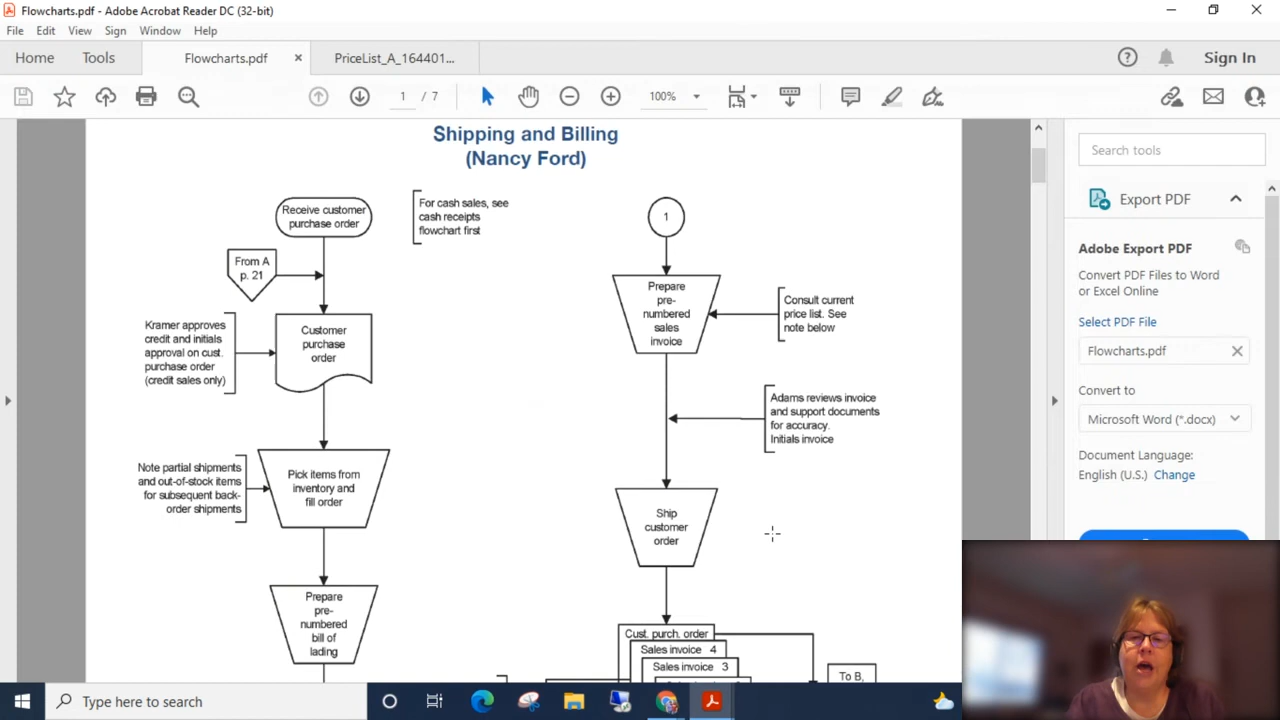 Flowcharts.pdf - Adobe Acrobat Reader DC (32-bit)
File Edit View Sign Window Help
Home Tools Flowcharts.pdf PriceList_A_164401... Sign In
1 / 7 100%
Shipping and Billing
(Nancy Ford)
Receive customer
purchase order
For cash sales, see
cash receipts
flowchart first
From A
p. 21
Kramer approves
credit and initials
approval on cust.
purchase order
(credit sales only)
Customer
purchase
order
Note partial shipments
and out-of-stock items
for subsequent back-
order shipments
Pick items from
inventory and
fill order
Prepare
pre-
numbered
bill of
lading
1
Prepare
pre-
numbered
sales
invoice
Consult current
price list. See
note below
Adams reviews invoice
and support documents
for accuracy.
Initials invoice
Ship
customer
order
Cust. purch. order
Sales invoice 4
Sales invoice 3
To B,
Search tools
Export PDF
Adobe Export PDF
Convert PDF Files to Word
or Excel Online
Select PDF File
Flowcharts.pdf
Convert to
Microsoft Word (*.docx)
Document Language:
English (U.S.) Change
Type here to search